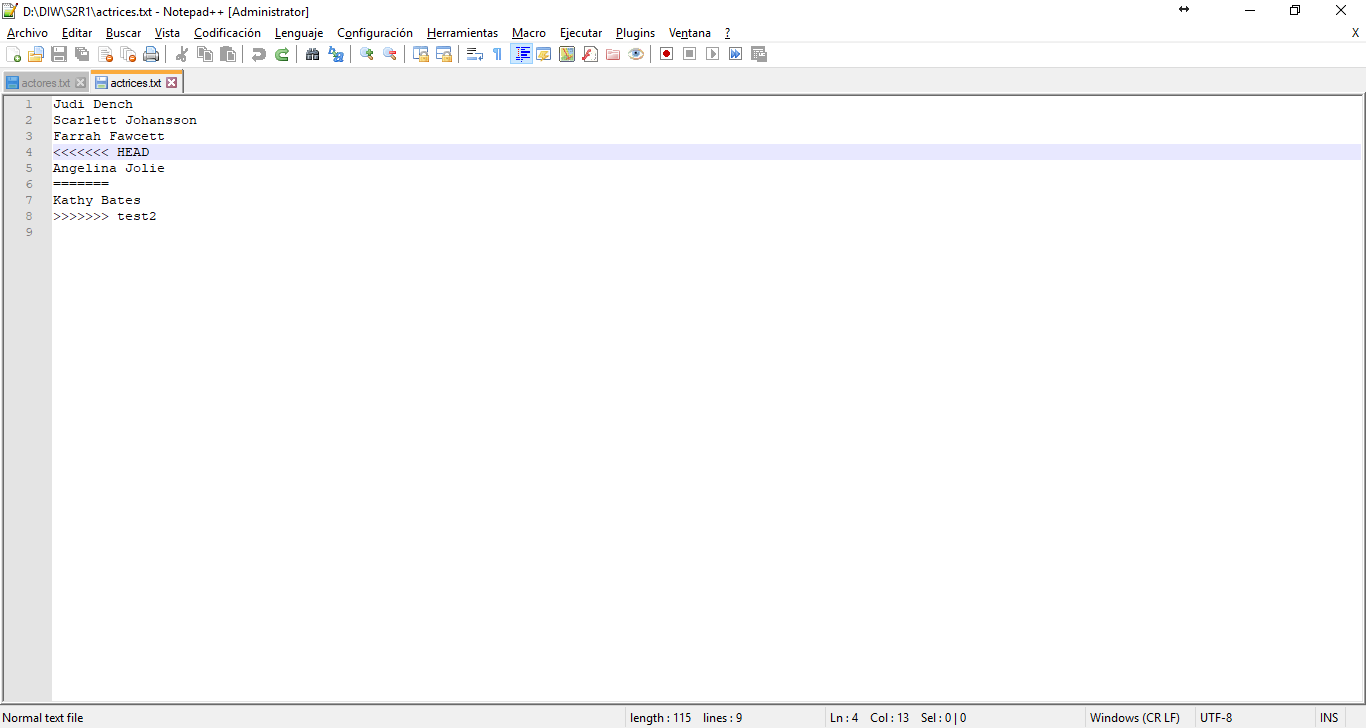 D:\DIW\S2R1\actrices.txt - Notepad++ [Administrator]
Archivo Editar Buscar Vista Codificación Lenguaje Configuración Herramientas Macro Ejecutar Plugins Ventana ? X
actores.txt actrices.txt
1 Judi Dench
2 Scarlett Johansson
3 Farrah Fawcett
4 <<<<<<< HEAD
5 Angelina Jolie
6 =======
7 Kathy Bates
8 >>>>>>> test2
9
Normal text file length : 115 lines : 9 Ln : 4 Col : 13 Sel : 0 | 0 Windows (CR LF) UTF-8 INS